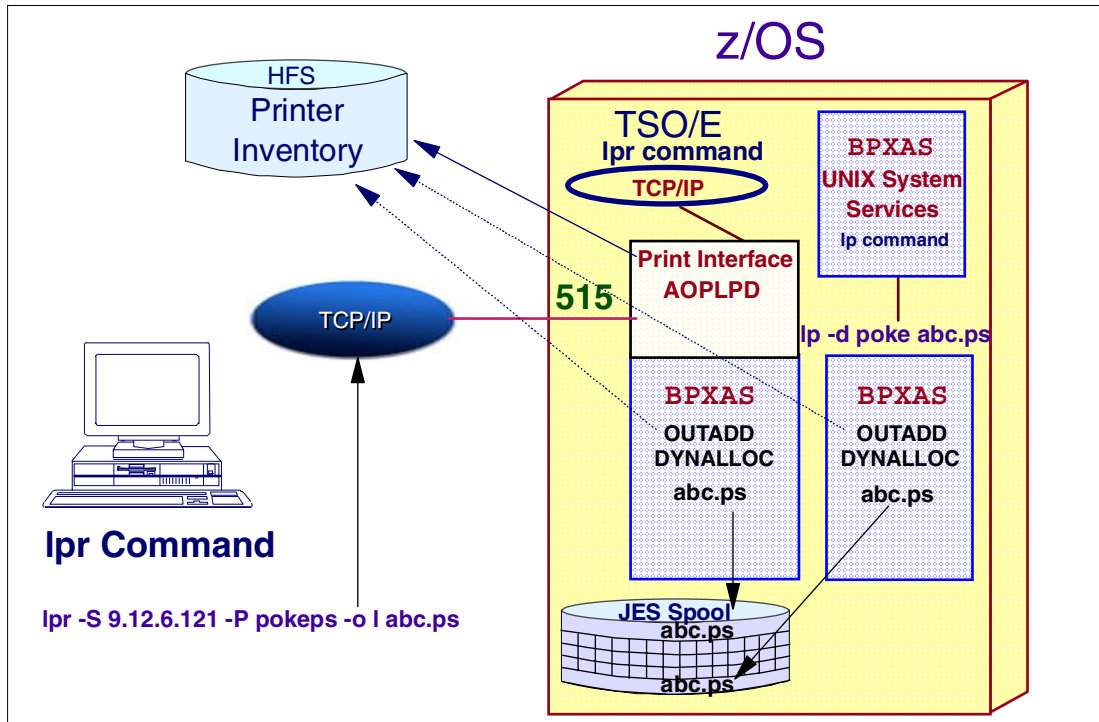 z/OS
HFS
Printer
Inventory
TSO/E
lpr command
TCP/IP
BPXAS
UNIX System
Services
lp command
Print Interface
AOPLPD
515
TCP/IP
lp -d poke abc.ps
BPXAS
OUTADD
DYNALLOC
abc.ps
BPXAS
OUTADD
DYNALLOC
abc.ps
lpr Command
lpr -S 9.12.6.121 -P pokeps -o l abc.ps
JES Spool
abc.ps
abc.ps